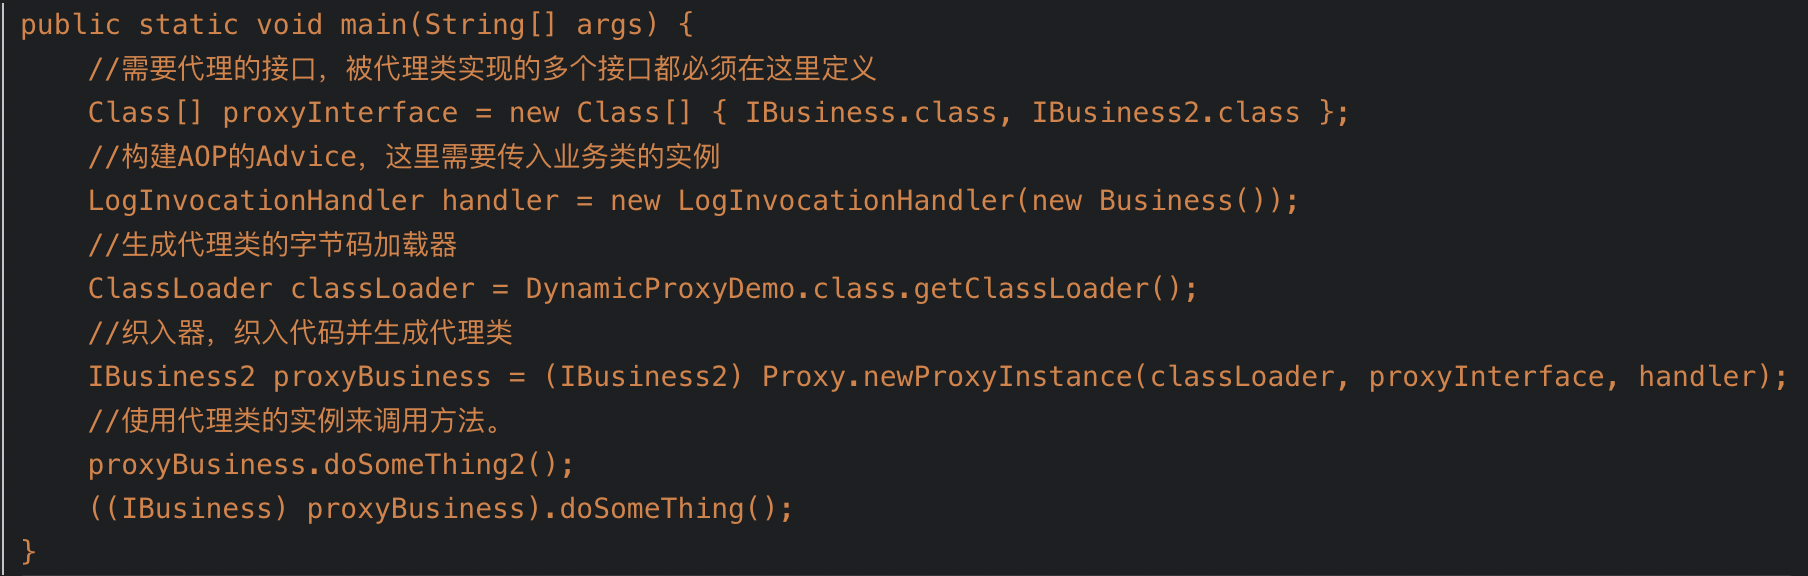 public static void main(String[] args) {
//需要代理的接口，被代理类实现的多个接口都必须在这里定义
Class[] proxyInterface = new Class[] { IBusiness.class, IBusiness2.class };
//构建AOP的Advice，这里需要传入业务类的实例
LogInvocationHandler handler = new LogInvocationHandler(new Business());
//生成代理类的字节码加载器
ClassLoader classLoader = DynamicProxyDemo.class.getClassLoader();
//织入器，织入代码并生成代理类
IBusiness2 proxyBusiness = (IBusiness2) Proxy.newProxyInstance(classLoader, proxyInterface, handler);
//使用代理类的实例来调用方法。
proxyBusiness.doSomeThing2();
((IBusiness) proxyBusiness).doSomeThing();
}